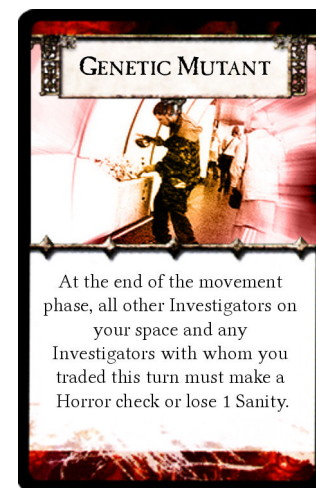 GENETIC MUTANT
At the end of the movement
phase, all other Investigators on
your space and any
Investigators with whom you
traded this turn must make a
Horror check or lose 1 Sanity.